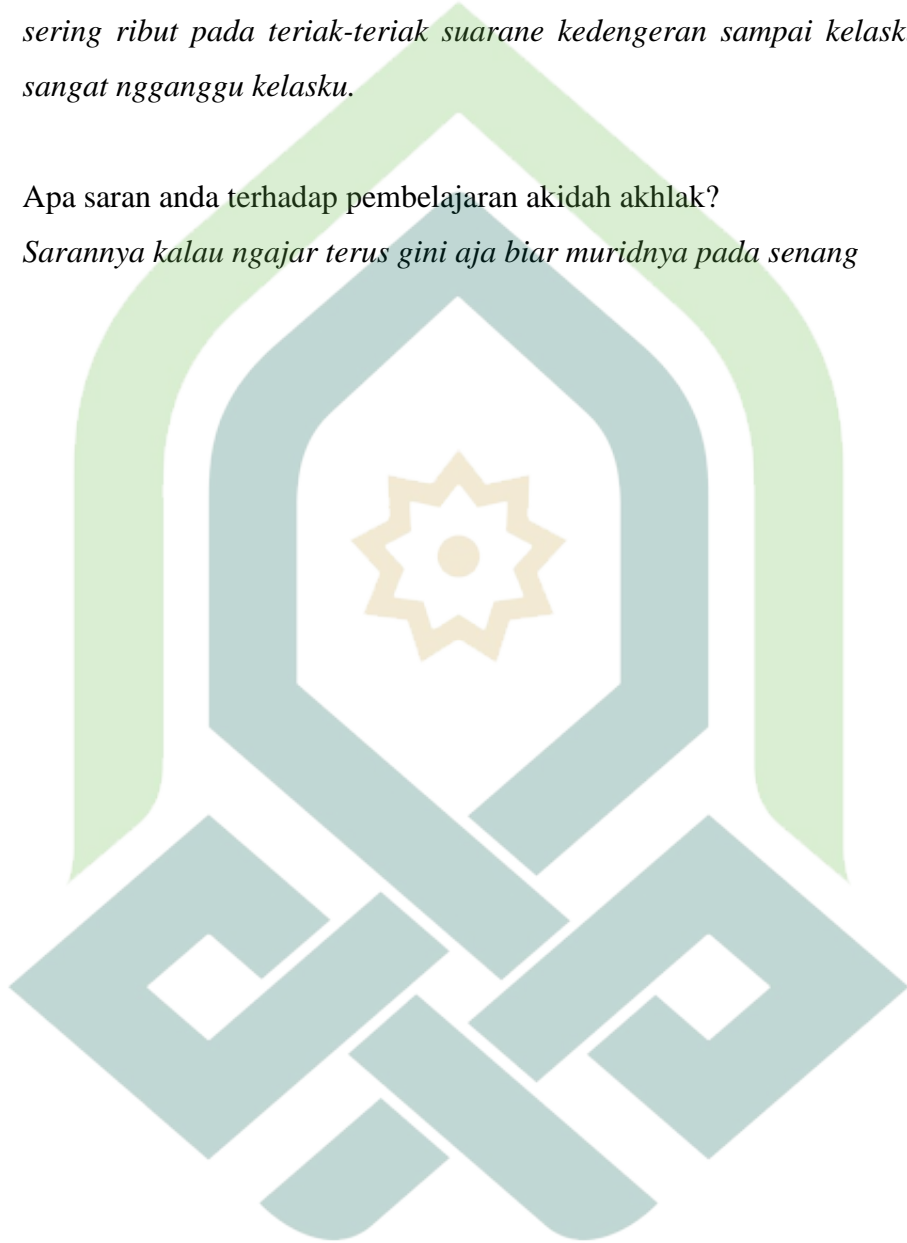 sering ribut pada teriak-teriak suarane kedengeran sampai kelask
sangat ngganggu kelasku.
Apa saran anda terhadap pembelajaran akidah akhlak?
Sarannya kalau ngajar terus gini aja biar muridnya pada senang